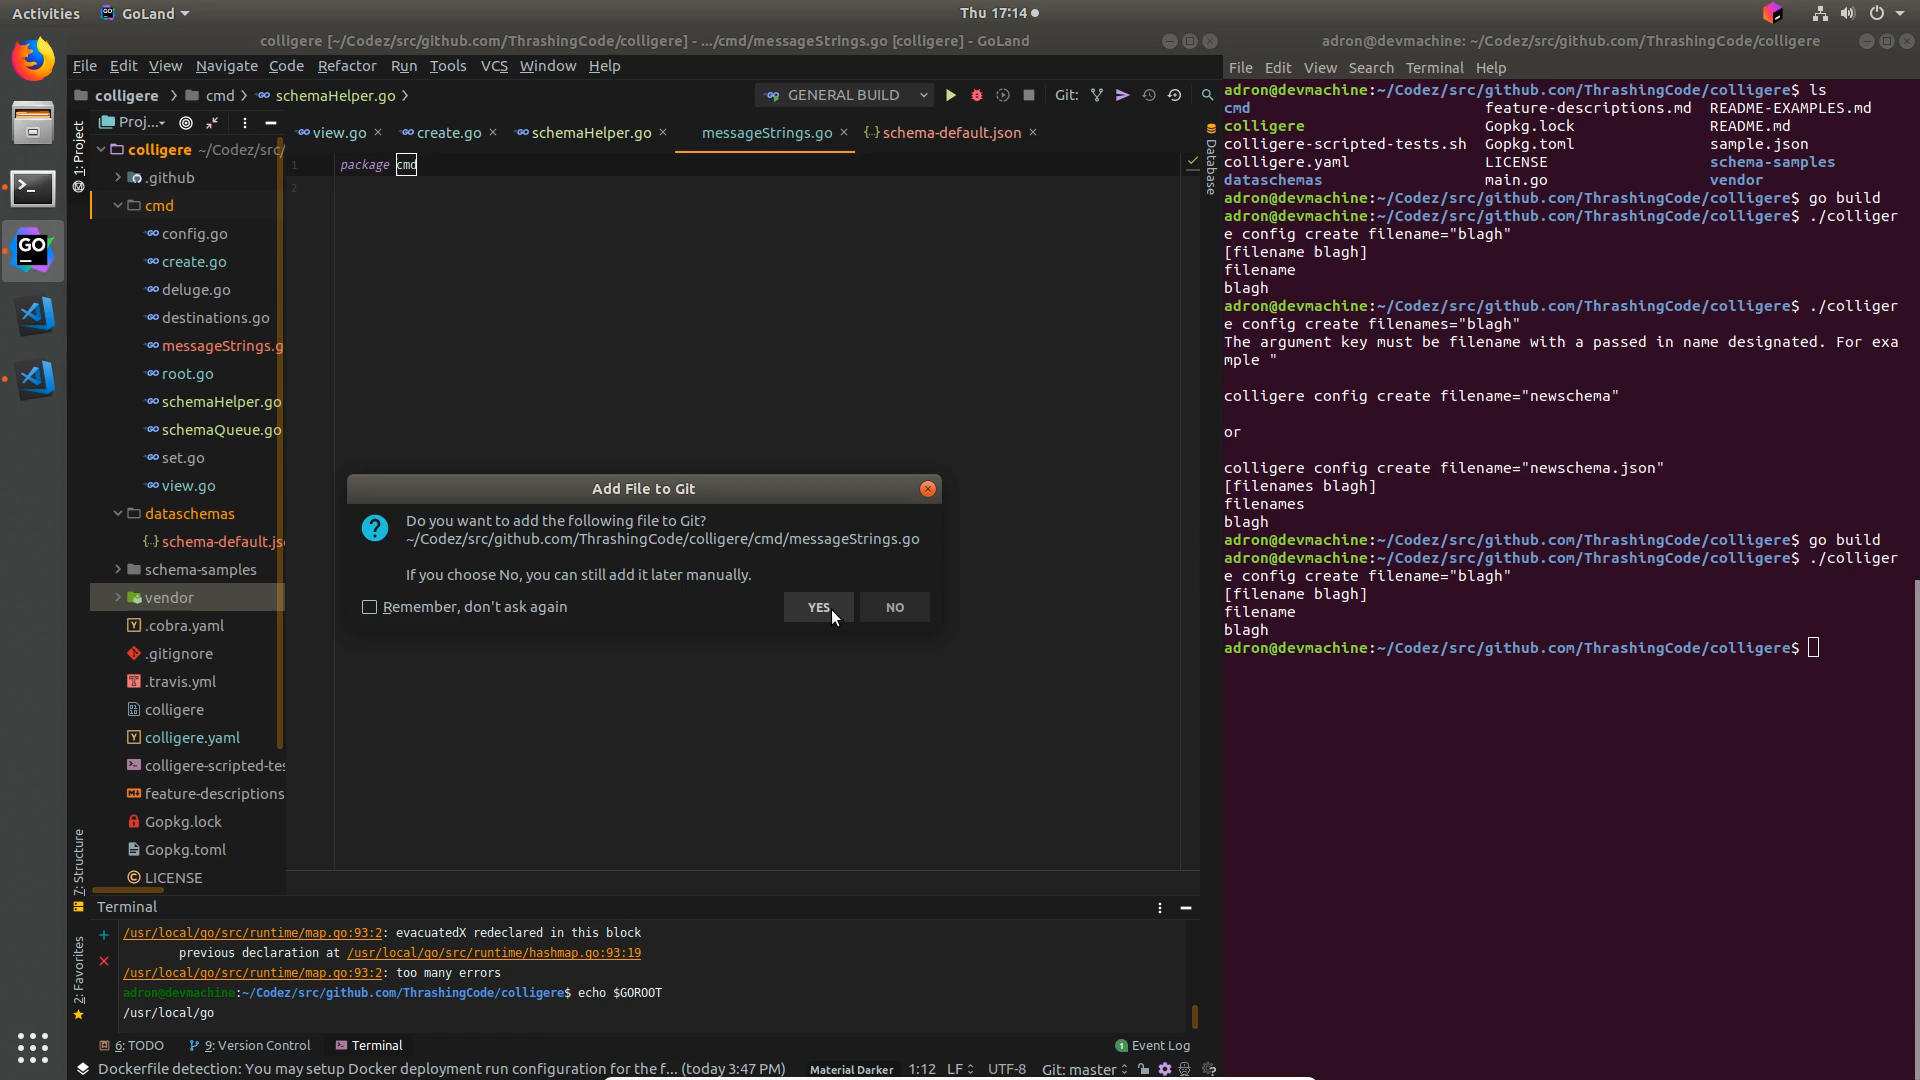 Activities GoLand Thu 17:14
colligere [~/Codez/src/github.com/ThrashingCode/colligere] - .../cmd/messageStrings.go [colligere] - GoLand
File Edit View Navigate Code Refactor Run Tools VCS Window Help
colligere cmd schemaHelper.go GENERAL BUILD Git:
1: Project
Proj...
view.go create.go schemaHelper.go messageStrings.go schema-default.json
Database
colligere ~/Codez/src/
.github
cmd
config.go
create.go
deluge.go
destinations.go
messageStrings.g
root.go
schemaHelper.go
schemaQueue.go
set.go
view.go
dataschemas
schema-default.js
schema-samples
vendor
.cobra.yaml
.gitignore
.travis.yml
colligere
colligere.yaml
colligere-scripted-tes
feature-descriptions
Gopkg.lock
Gopkg.toml
LICENSE
7: Structure
2: Favorites
1 package cmd
2
Add File to Git
Do you want to add the following file to Git?
~/Codez/src/github.com/ThrashingCode/colligere/cmd/messageStrings.go
If you choose No, you can still add it later manually.
Remember, don't ask again YES NO
Terminal
/usr/local/go/src/runtime/map.go:93:2: evacuatedX redeclared in this block
previous declaration at /usr/local/go/src/runtime/hashmap.go:93:19
/usr/local/go/src/runtime/map.go:93:2: too many errors
adron@devmachine:~/Codez/src/github.com/ThrashingCode/colligere$ echo $GOROOT
/usr/local/go
6: TODO 9: Version Control Terminal 1 Event Log
Dockerfile detection: You may setup Docker deployment run configuration for the f... (today 3:47 PM) Material Darker 1:12 LF UTF-8 Git: master
adron@devmachine: ~/Codez/src/github.com/ThrashingCode/colligere
File Edit View Search Terminal Help
adron@devmachine:~/Codez/src/github.com/ThrashingCode/colligere$ ls
cmd feature-descriptions.md README-EXAMPLES.md
colligere Gopkg.lock README.md
colligere-scripted-tests.sh Gopkg.toml sample.json
colligere.yaml LICENSE schema-samples
dataschemas main.go vendor
adron@devmachine:~/Codez/src/github.com/ThrashingCode/colligere$ go build
adron@devmachine:~/Codez/src/github.com/ThrashingCode/colligere$ ./colliger
e config create filename="blagh"
[filename blagh]
filename
blagh
adron@devmachine:~/Codez/src/github.com/ThrashingCode/colligere$ ./colliger
e config create filenames="blagh"
The argument key must be filename with a passed in name designated. For exa
mple "
colligere config create filename="newschema"
or
colligere config create filename="newschema.json"
[filenames blagh]
filenames
blagh
adron@devmachine:~/Codez/src/github.com/ThrashingCode/colligere$ go build
adron@devmachine:~/Codez/src/github.com/ThrashingCode/colligere$ ./colliger
e config create filename="blagh"
[filename blagh]
filename
blagh
adron@devmachine:~/Codez/src/github.com/ThrashingCode/colligere$